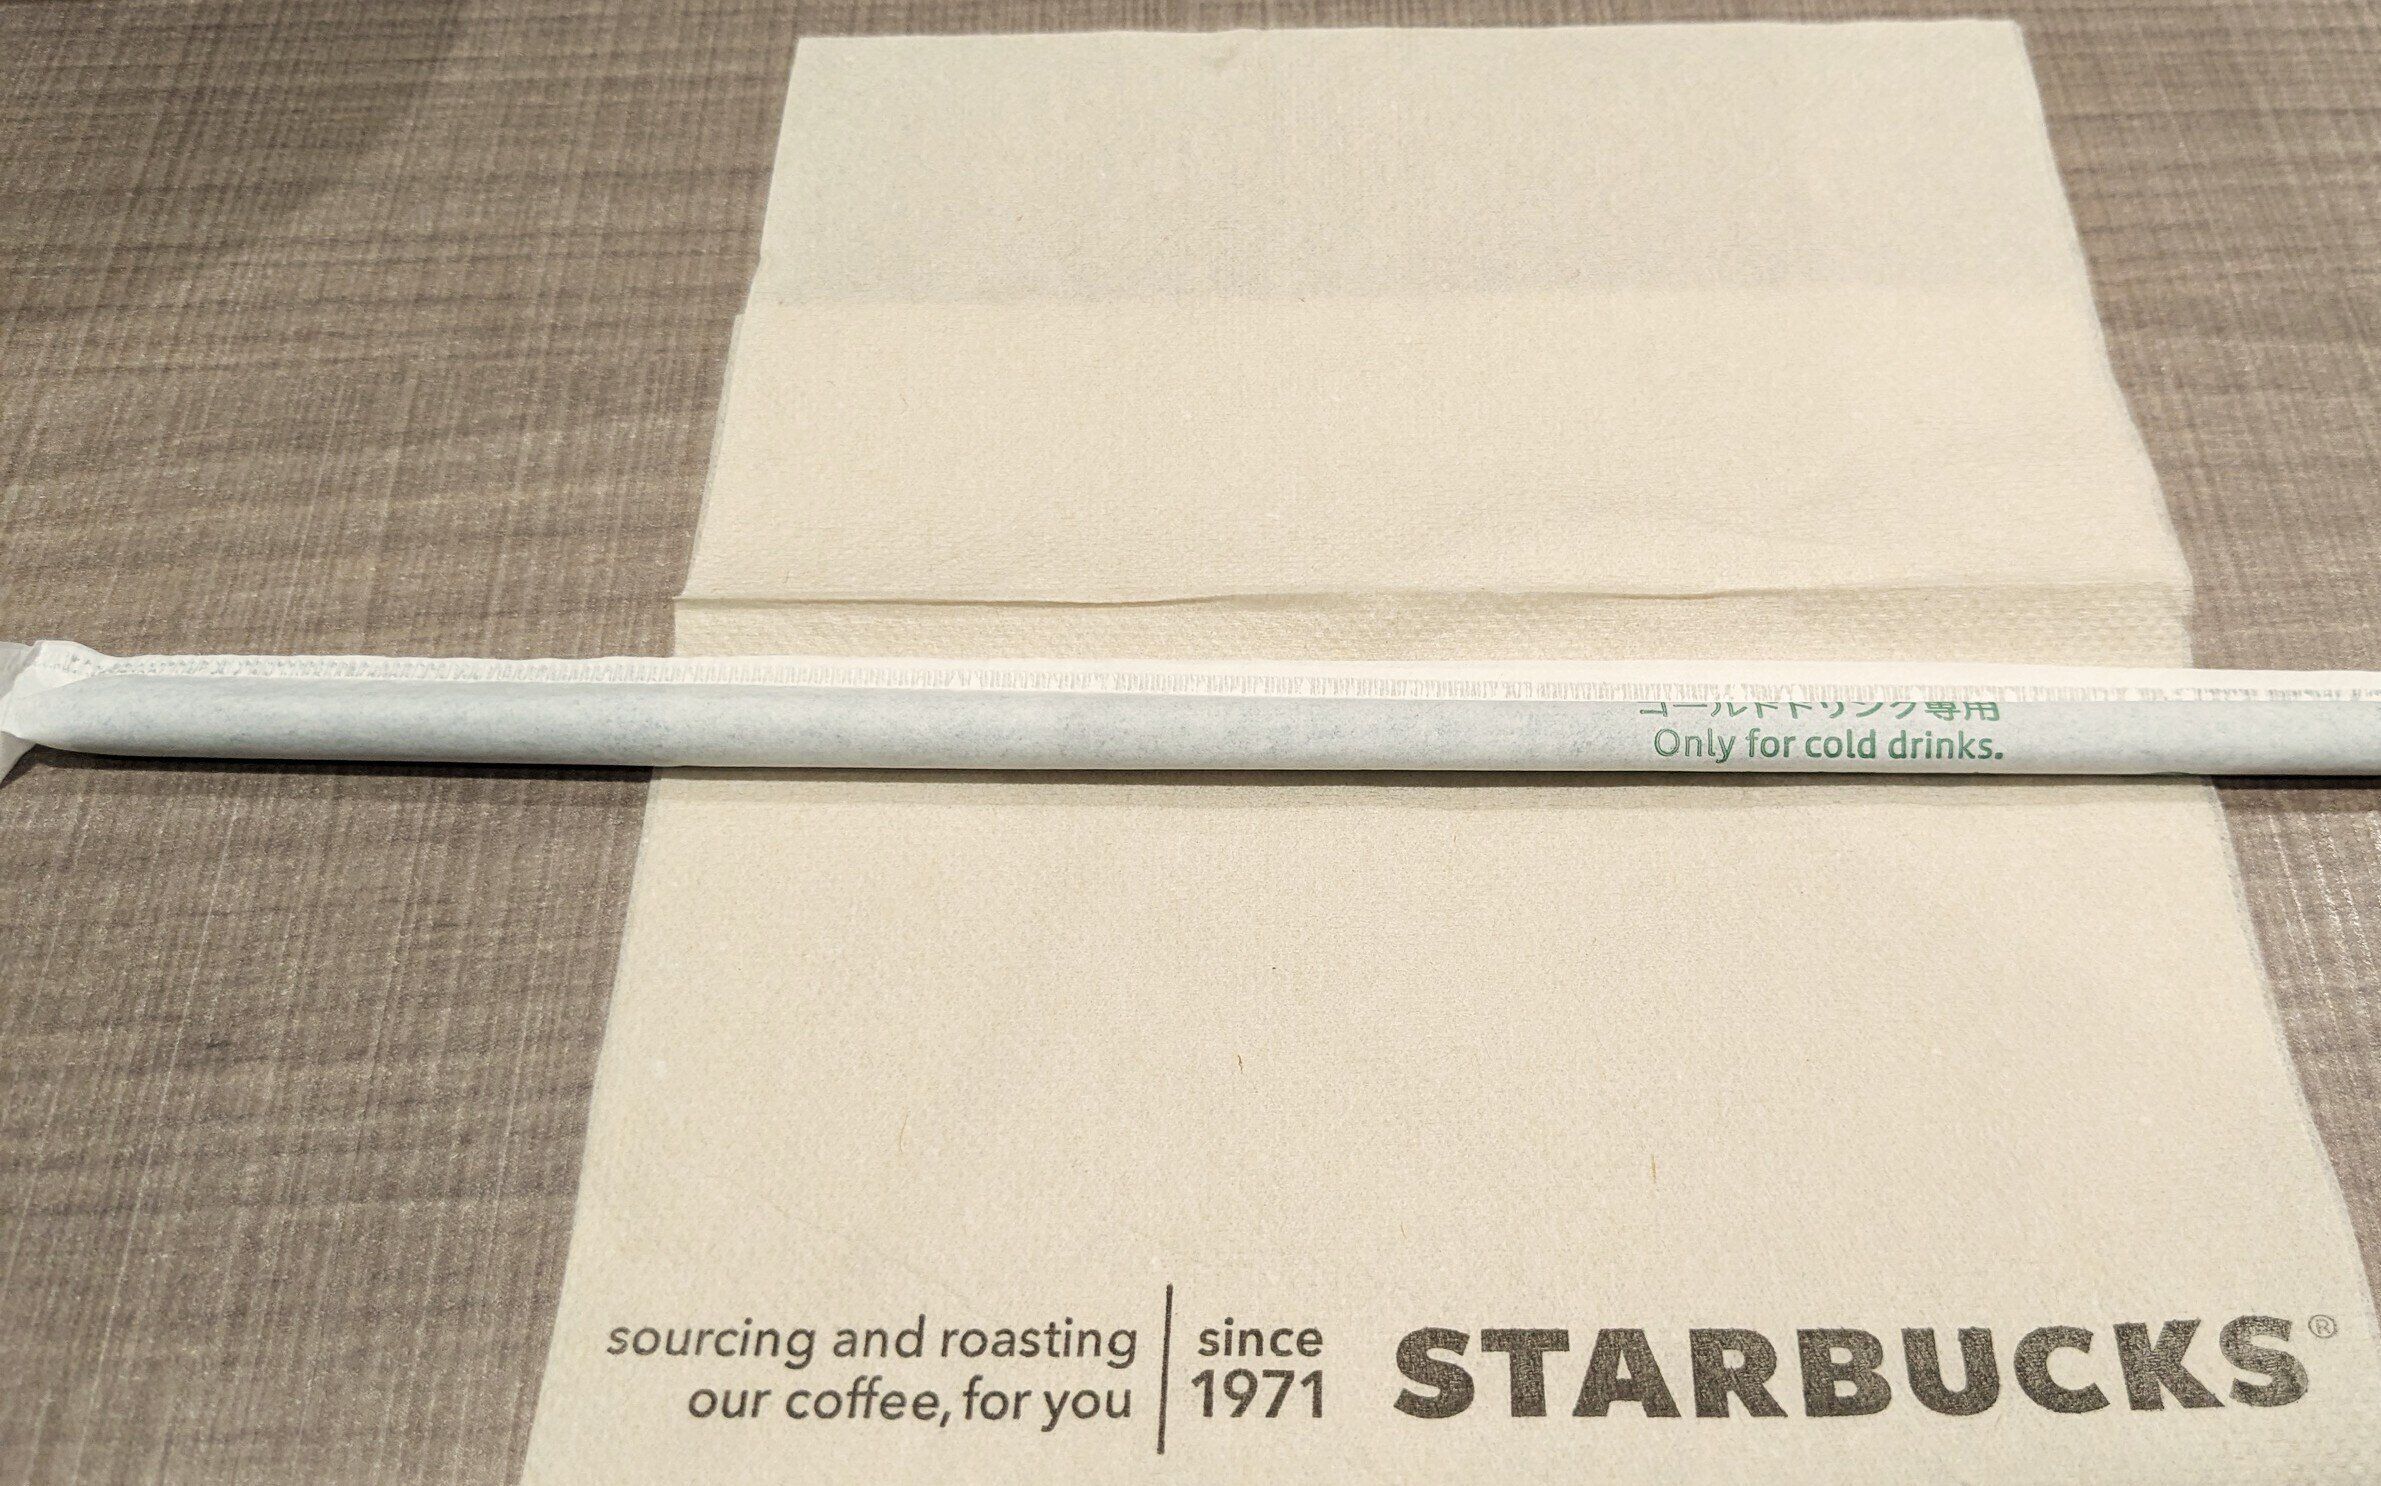 コールドドリンク専用
Only for cold drinks.
sourcing and roasting
our coffee, for you
since
1971
STARBUCKS®